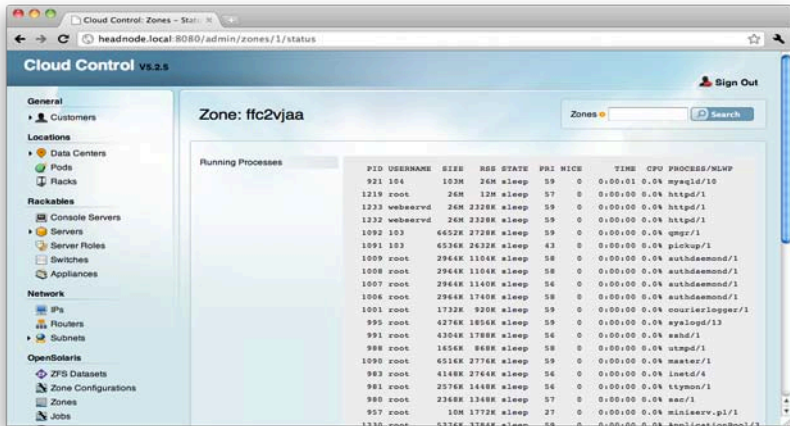 Cloud Control: Zones – Statu
headnode.local:8080/admin/zones/1/status
Cloud Control V5.2.5
Sign Out
General
Customers
Locations
Data Centers
Pods
Racks
Rackables
Console Servers
Servers
Server Roles
Switches
Appliances
Network
IPs
Routers
Subnets
OpenSolaris
ZFS Datasets
Zone Configurations
Zones
Jobs
Zone: ffc2vjaa
Zones
Search
Running Processes
PID USERNAME SIZE RSS STATE PRI NICE TIME CPU PROCESS/NLWP
921 104 103M 26M sleep 59 0 0:00:01 0.0% mysqld/10
1219 root 26M 12M sleep 57 0 0:00:00 0.0% httpd/1
1233 webservd 26M 2328K sleep 59 0 0:00:00 0.0% httpd/1
1232 webservd 26M 2328K sleep 59 0 0:00:00 0.0% httpd/1
1092 103 6652K 2728K sleep 59 0 0:00:00 0.0% qmgr/1
1091 103 6536K 2632K sleep 43 0 0:00:00 0.0% pickup/1
1009 root 2964K 1104K sleep 58 0 0:00:00 0.0% authdaemond/1
1008 root 2964K 1104K sleep 58 0 0:00:00 0.0% authdaemond/1
1007 root 2964K 1140K sleep 56 0 0:00:00 0.0% authdaemond/1
1006 root 2964K 1740K sleep 58 0 0:00:00 0.0% authdaemond/1
1001 root 1732K 920K sleep 59 0 0:00:00 0.0% courierlogger/1
995 root 4276K 1856K sleep 59 0 0:00:00 0.0% syslogd/13
991 root 4304K 1788K sleep 56 0 0:00:00 0.0% sshd/1
988 root 1656K 868K sleep 58 0 0:00:00 0.0% utmpd/1
1090 root 6516K 2776K sleep 59 0 0:00:00 0.0% master/1
983 root 4148K 2764K sleep 56 0 0:00:00 0.0% inetd/4
981 root 2576K 1448K sleep 56 0 0:00:00 0.0% ttymon/1
980 root 2368K 1348K sleep 57 0 0:00:00 0.0% sac/1
957 root 10M 1772K sleep 27 0 0:00:00 0.0% miniserv.pl/1
1330 root 5376K 3784K sleep 59 0 0:00:00 0.0% ApplicationPool/3